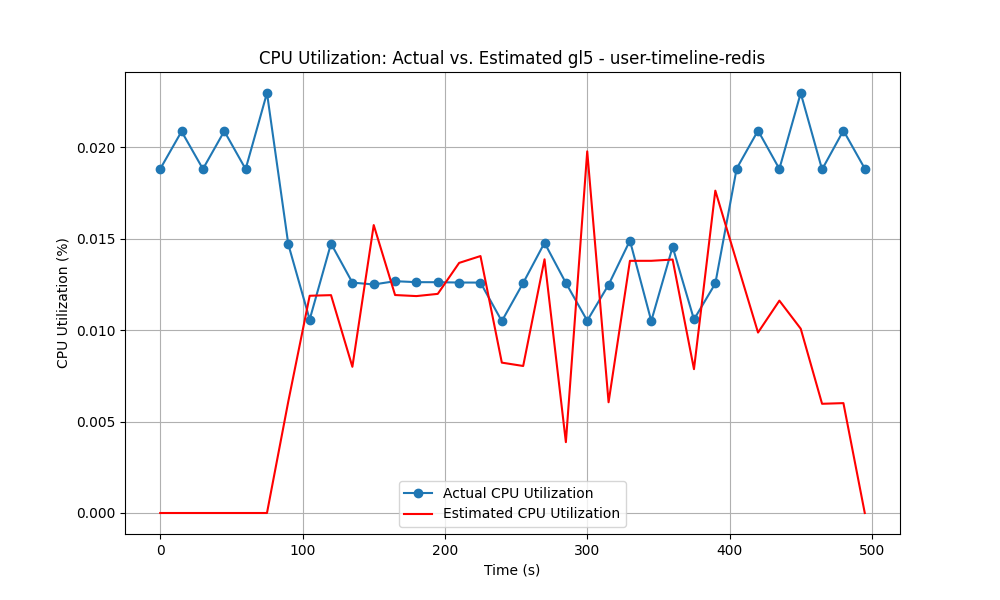 CPU Utilization: Actual vs. Estimated gl5 - user-timeline-redis
CPU Utilization (%)
0.020
0.015
0.010
0.005
0.000
Actual CPU Utilization
Estimated CPU Utilization
0 100 200 300 400 500
Time (s)